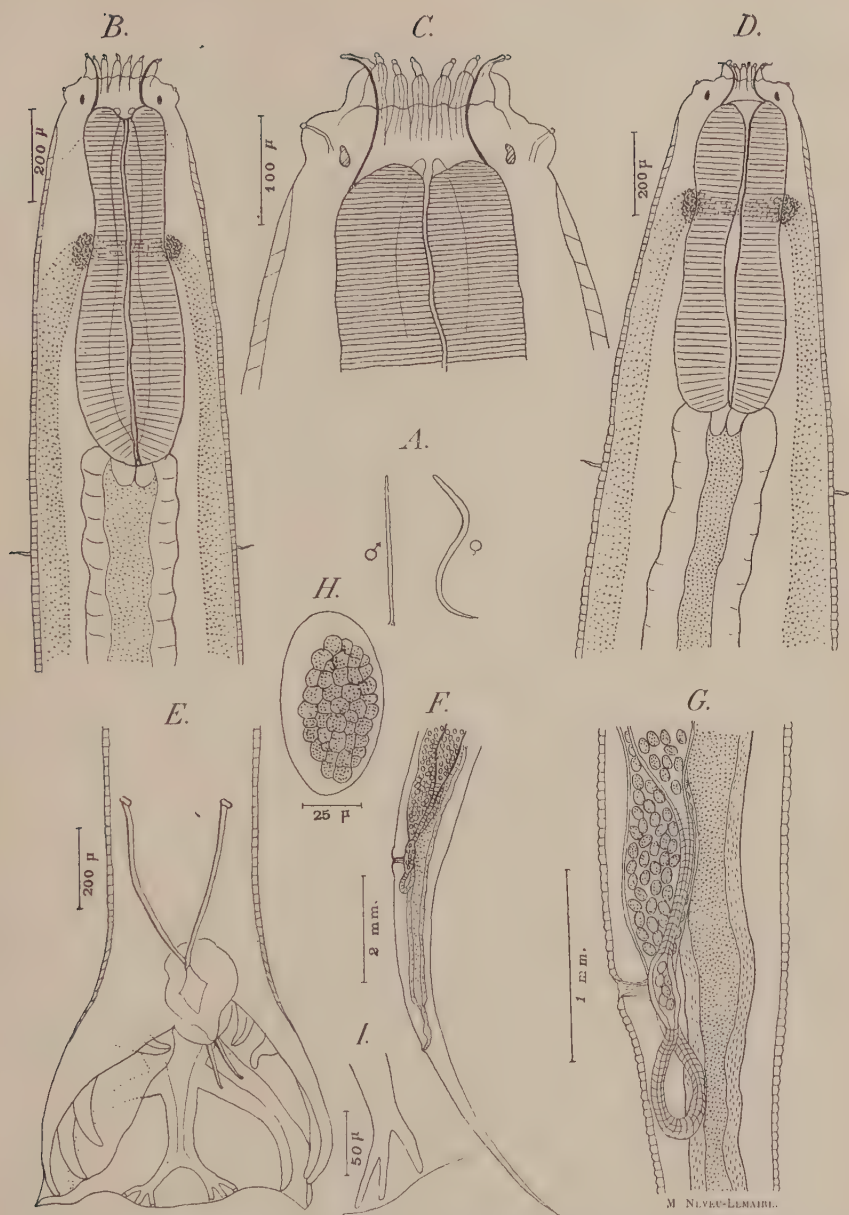 B.
C.
D.
200 µ
100 µ
200 µ
A.
♂
♀
H.
E.
F.
G.
25 µ
200 µ
2 mm.
1 mm.
I.
50 µ
M NEVEU-LEMAIRE.